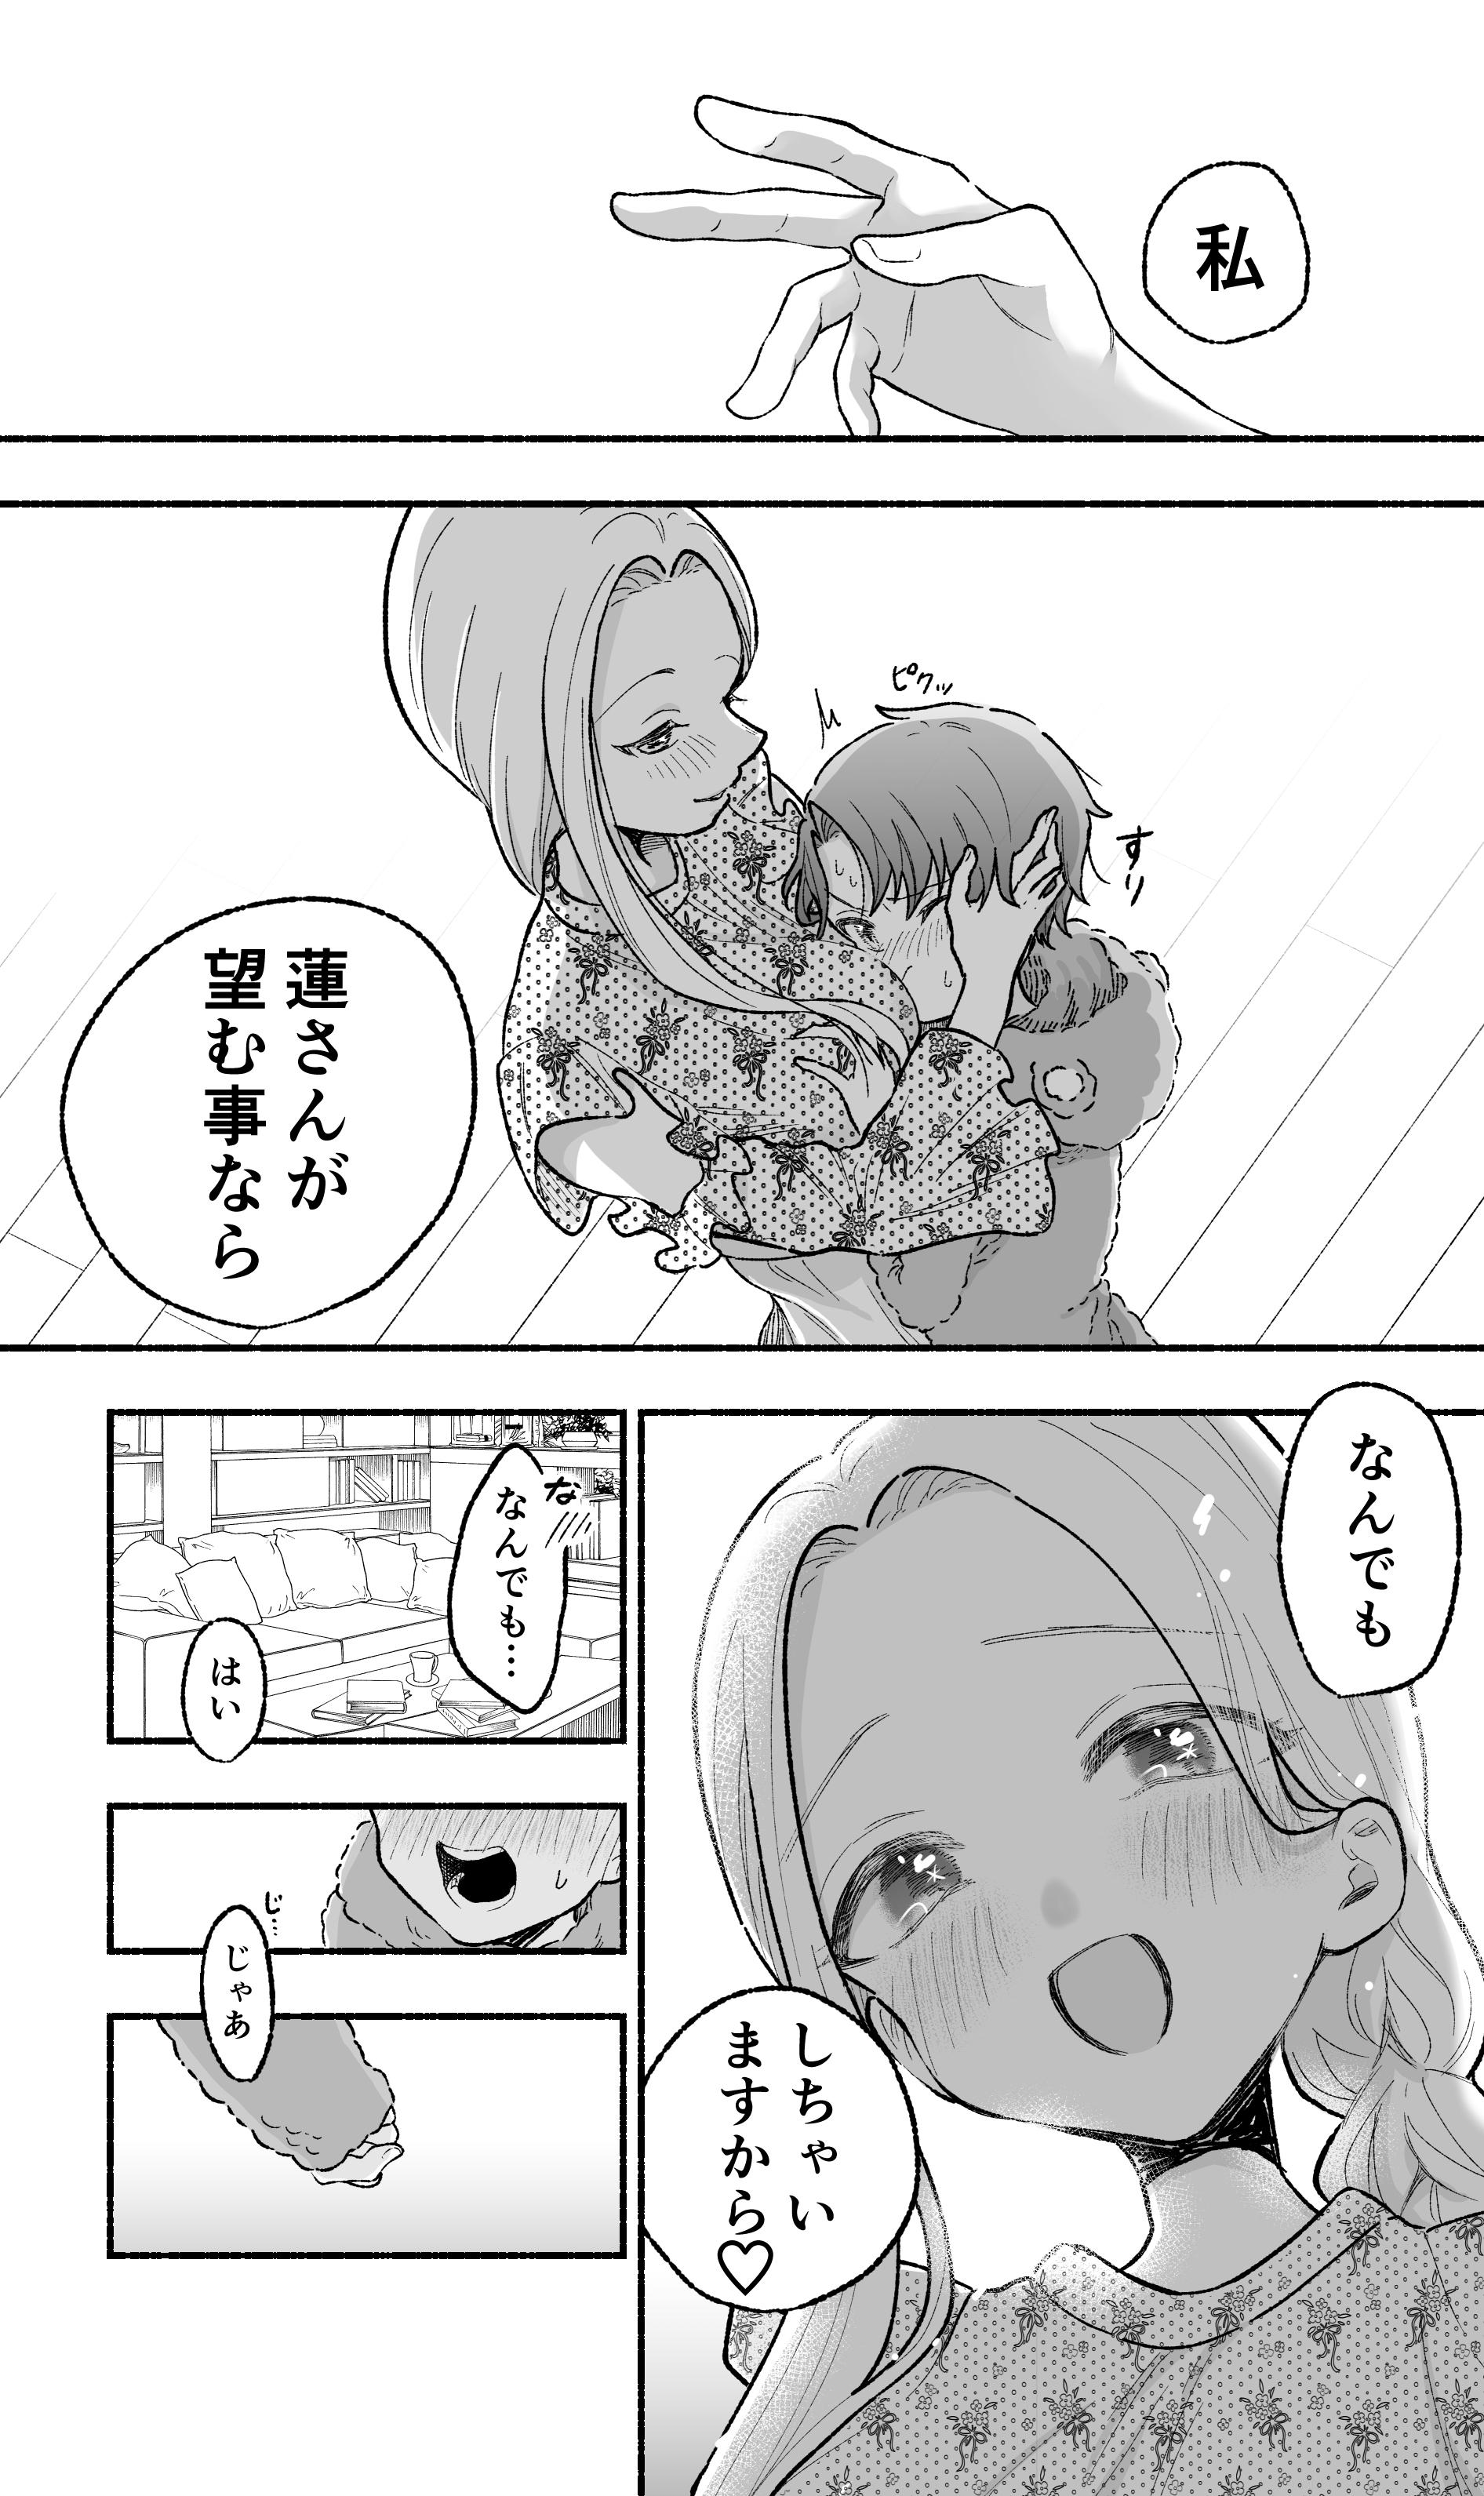 私
ピクッ
すり
蓮さんが
望む事なら
なんでも
しちゃい
ますから♡
な
なんでも…
はい
じ…
じゃあ